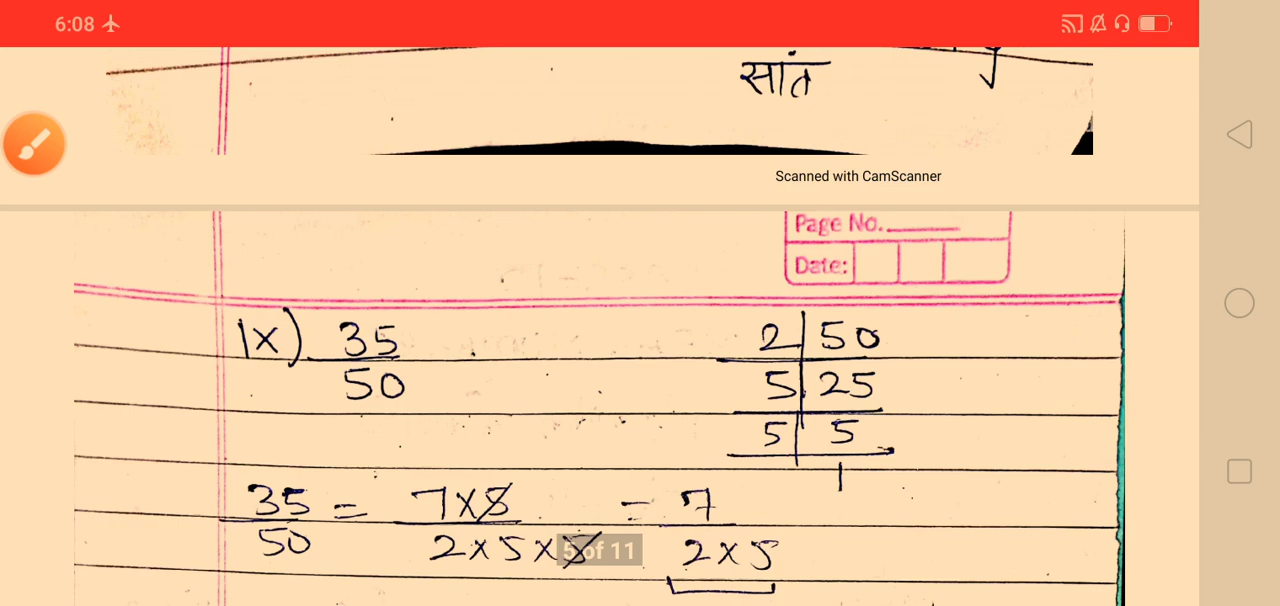 6:08
सांत
Scanned with CamScanner
Page No.
Date:
ix) 35/50
2 | 50
5 | 25
5 | 5
1
35/50 = 7×5/2×5×5 = 7/2×5
5 of 11